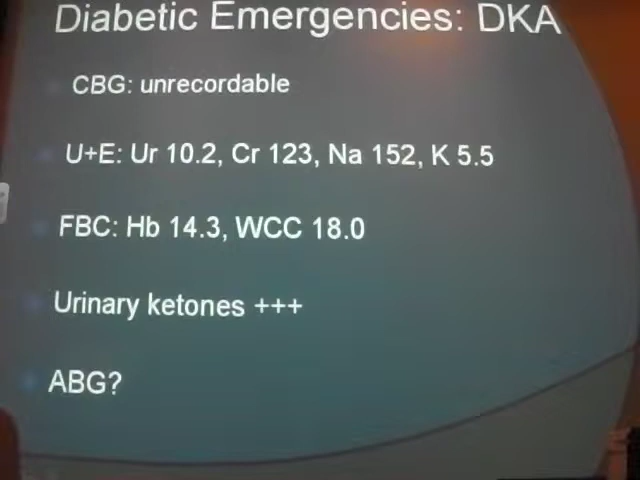 Diabetic Emergencies: DKA
CBG: unrecordable
U+E: Ur 10.2, Cr 123, Na 152, K 5.5
FBC: Hb 14.3, WCC 18.0
Urinary ketones +++
ABG?